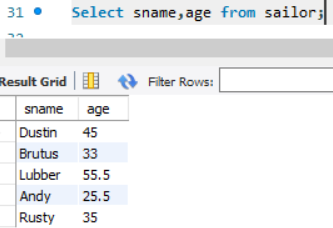 31 Select sname,age from sailor;
32
Result Grid Filter Rows:
sname age
Dustin 45
Brutus 33
Lubber 55.5
Andy 25.5
Rusty 35